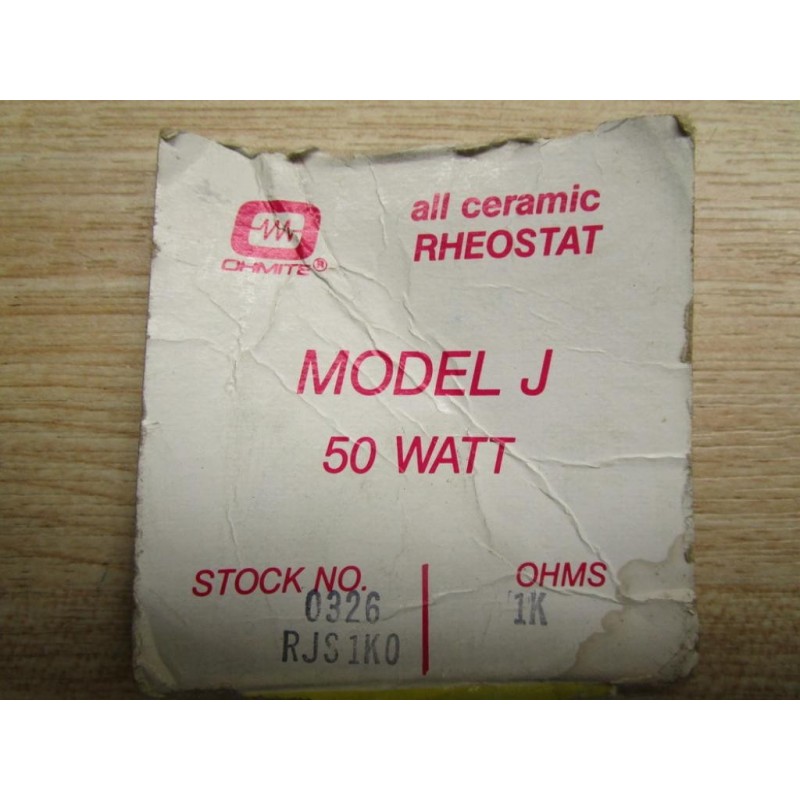 OHMITE®
all ceramic
RHEOSTAT
MODEL J
50 WATT
STOCK NO.
0326
RJS1K0
OHMS
1K